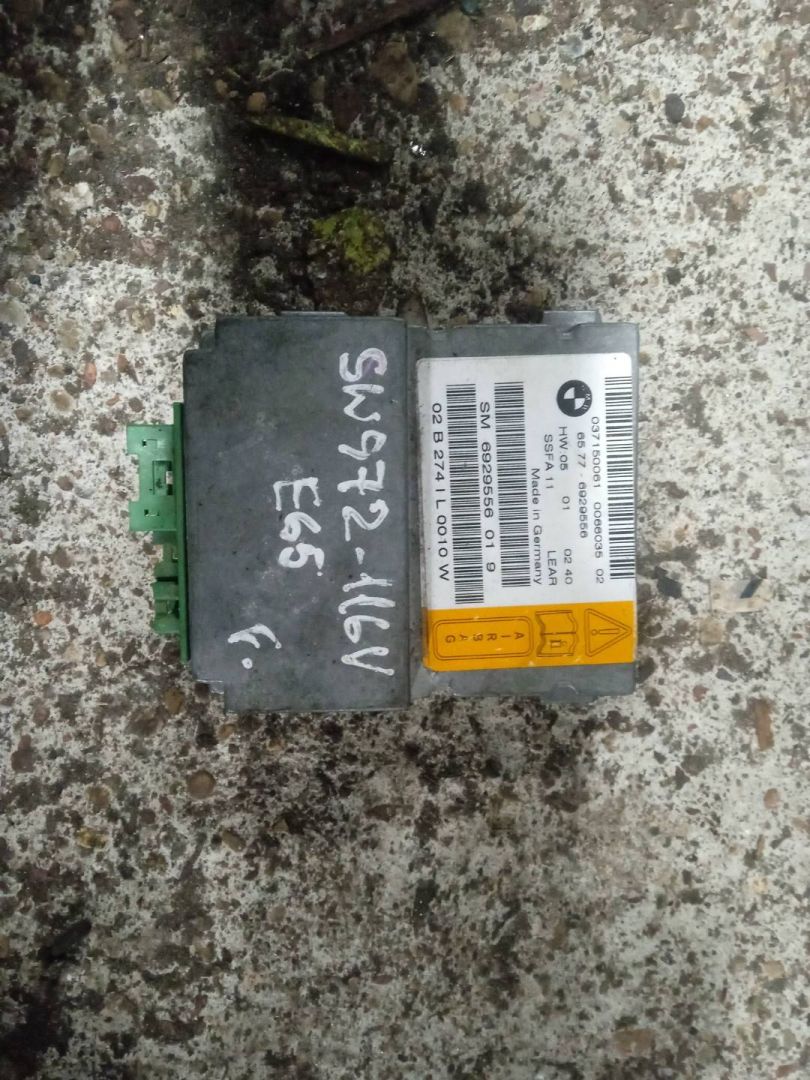 037150061 0066035 02
65.77 - 6929556
HW 05 01 02 40
SSFA 11 LEAR
Made in Germany
SM 6929556 01 9
02 B 274 I L 0010 W
AIRBAG
SW972-116V
E65